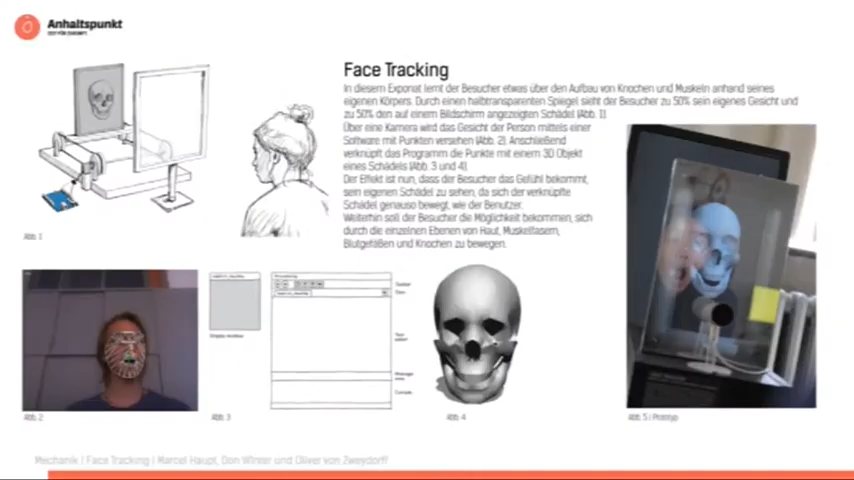 Anhaltspunkt
Face Tracking
In diesem Exponat lernt der Besucher etwas über den Aufbau von Knochen und Muskeln anhand seines
eigenen Körpers. Durch einen halbtransparenten Spiegel sieht der Besucher zu 50% sein eigenes Gesicht und
zu 50% den auf einem Bildschirm angezeigten Schädel (Abb. 1).
Über eine Kamera wird das Gesicht der Person mittels einer
Software mit Punkten versehen (Abb. 2). Anschließend
verknüpft das Programm die Punkte mit einem 3D Objekt
eines Schädels (Abb. 3 und 4).
Der Effekt ist nun, dass der Besucher das Gefühl bekommt,
sein eigenen Schädel zu sehen, da sich der verknüpfte
Schädel genauso bewegt, wie der Benutzer.
Weiterhin soll der Besucher die Möglichkeit bekommen, sich
durch die einzelnen Ebenen von Haut, Muskelfasern,
Blutgefäßen und Knochen zu bewegen.
Abb. 1
Abb. 2
Abb. 3
Abb. 4
Abb. 5 | Prototyp
Mechanik | Face Tracking | Marcel Haupt, Don Winter und Oliver von Zweydorff